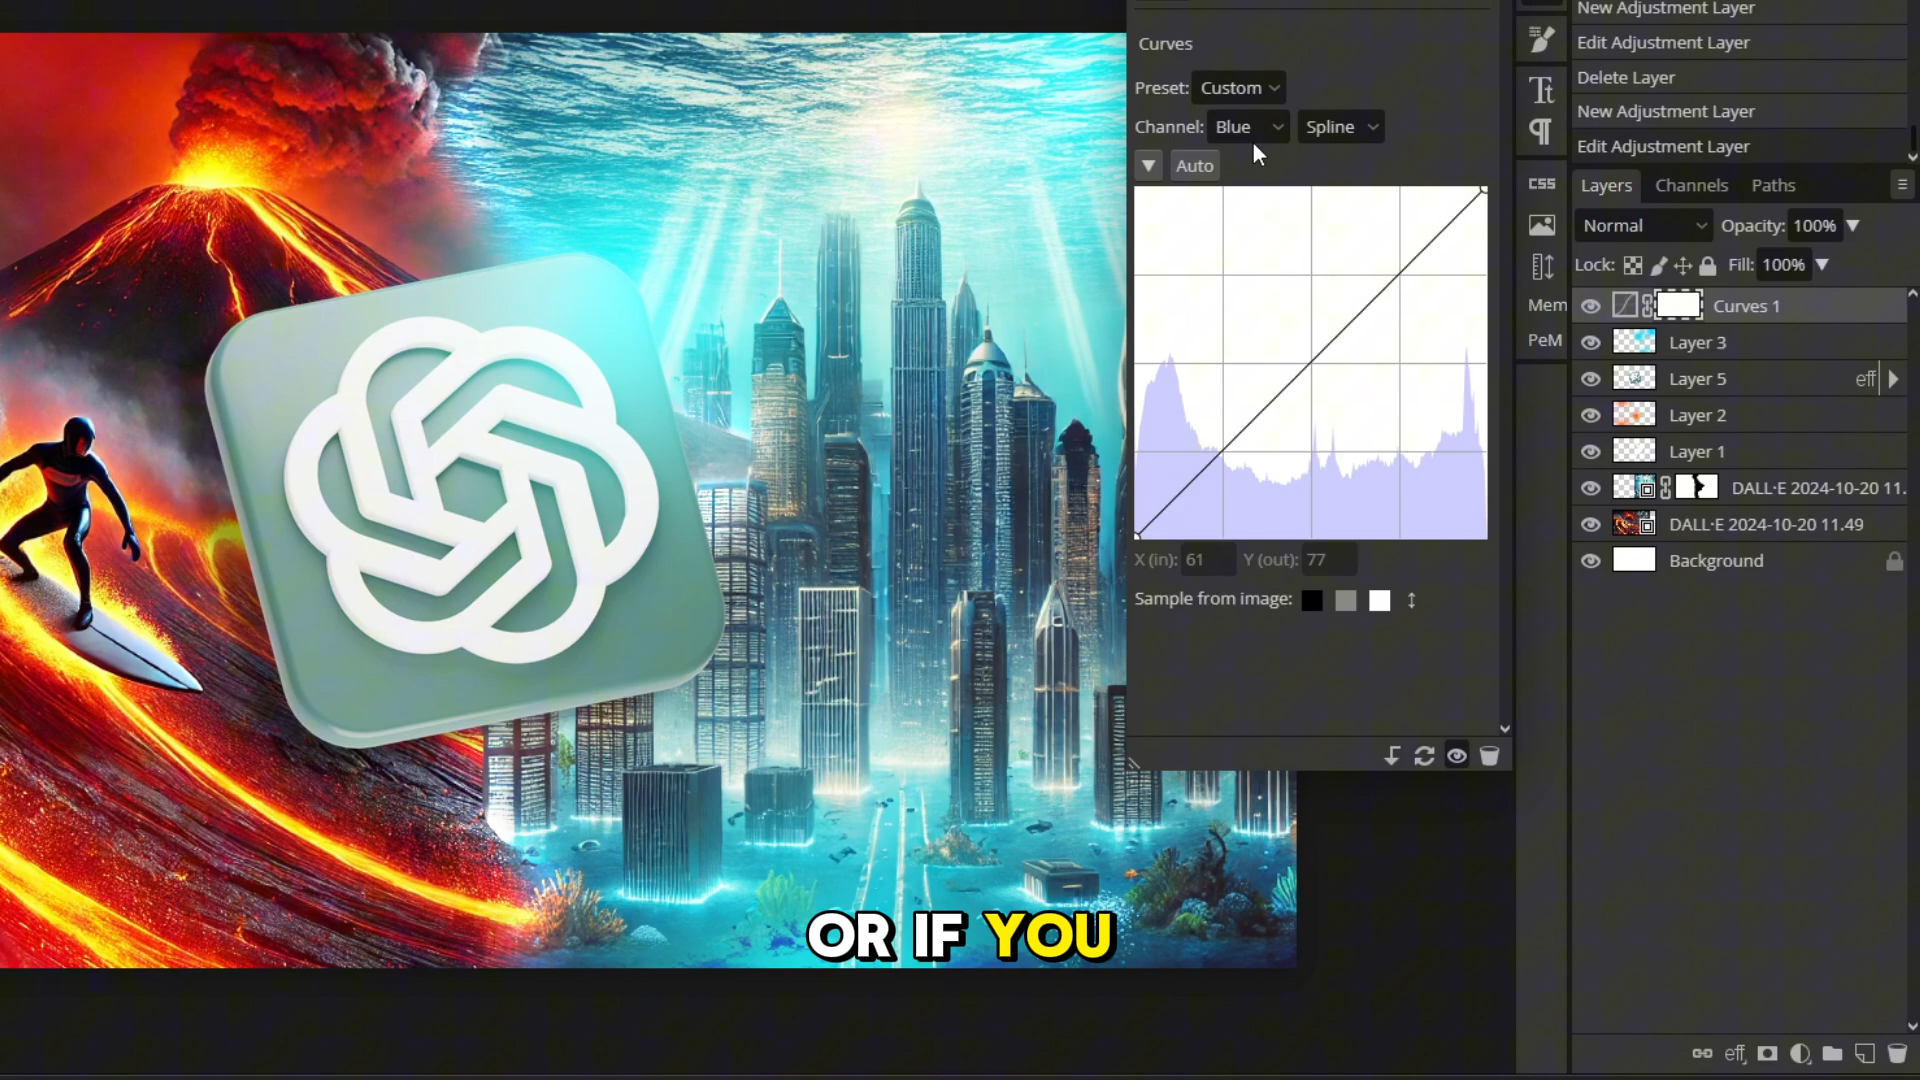 Curves
Preset: Custom
Channel: Blue Spline
Auto
X (in): 61 Y (out): 77
Sample from image:
New Adjustment Layer
Edit Adjustment Layer
Delete Layer
New Adjustment Layer
Edit Adjustment Layer
CSS
Mem
PeM
Layers Channels Paths
Normal Opacity: 100%
Lock: Fill: 100%
Curves 1
Layer 3
Layer 5 eff
Layer 2
Layer 1
DALL·E 2024-10-20 11.
DALL·E 2024-10-20 11.49
Background
eff
OR IF YOU